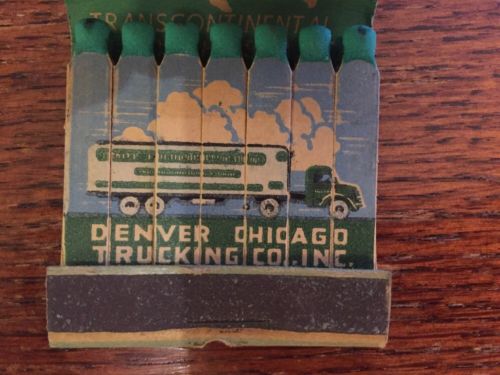 TRANSCONTINENTAL
DENVER CHICAGO
TRUCKING CO., INC.